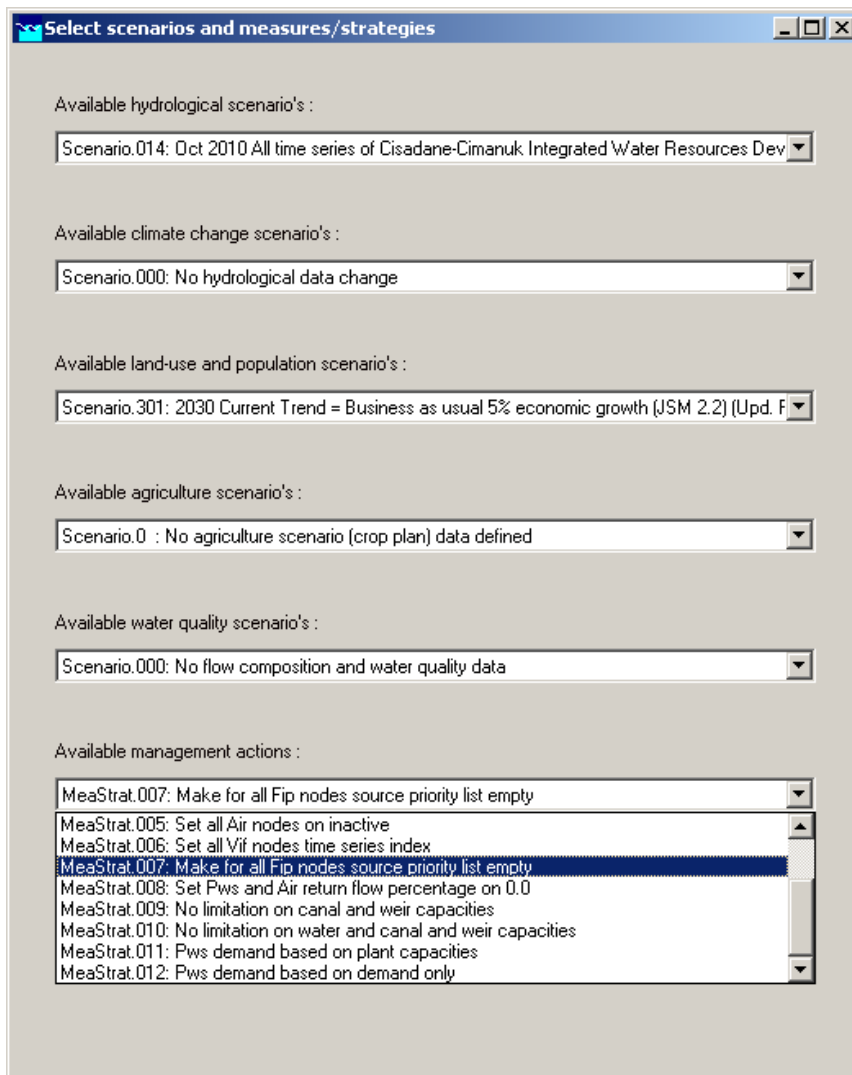 Select scenarios and measures/strategies
Available hydrological scenario's :
Scenario.014: Oct 2010 All time series of Cisadane-Cimanuk Integrated Water Resources Dev
Available climate change scenario's :
Scenario.000: No hydrological data change
Available land-use and population scenario's :
Scenario.301: 2030 Current Trend = Business as usual 5% economic growth (JSM 2.2) (Upd. F
Available agriculture scenario's :
Scenario.0 : No agriculture scenario (crop plan) data defined
Available water quality scenario's :
Scenario.000: No flow composition and water quality data
Available management actions :
MeaStrat.007: Make for all Fip nodes source priority list empty
MeaStrat.005: Set all Air nodes on inactive
MeaStrat.006: Set all Vif nodes time series index
MeaStrat.007: Make for all Fip nodes source priority list empty
MeaStrat.008: Set Pws and Air return flow percentage on 0.0
MeaStrat.009: No limitation on canal and weir capacities
MeaStrat.010: No limitation on water and canal and weir capacities
MeaStrat.011: Pws demand based on plant capacities
MeaStrat.012: Pws demand based on demand only